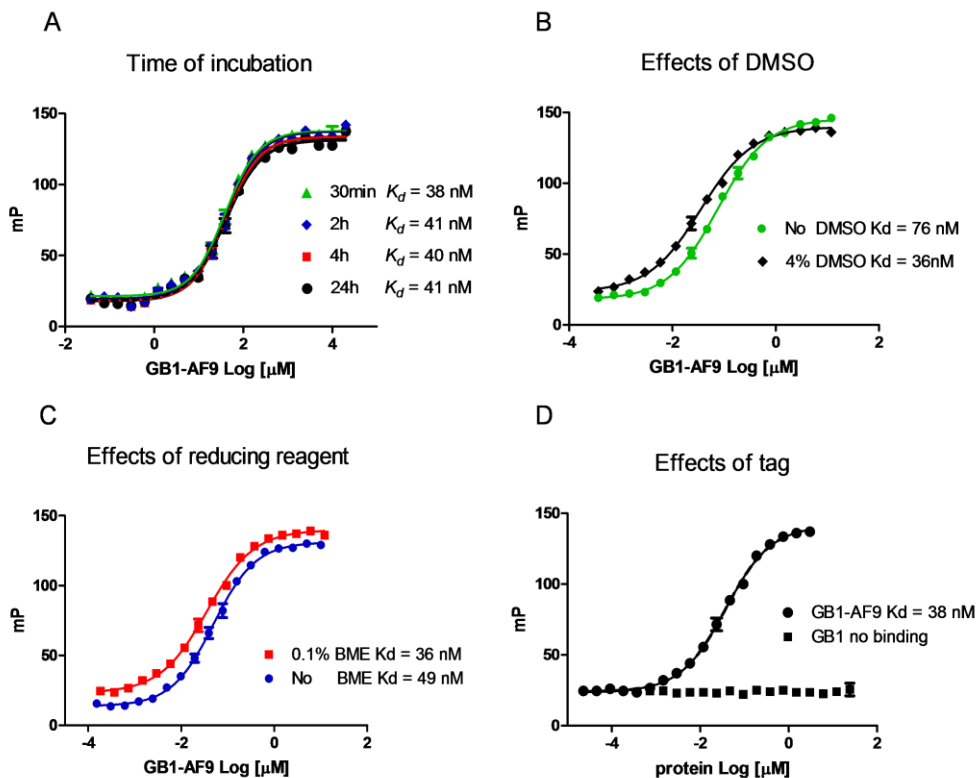 A
Time of incubation
150
100
50
0
mP
30min Kd = 38 nM
2h Kd = 41 nM
4h Kd = 40 nM
24h Kd = 41 nM
-2 0 2 4
GB1-AF9 Log [μM]
B
Effects of DMSO
150
100
50
0
mP
No DMSO Kd = 76 nM
4% DMSO Kd = 36nM
-4 -2 0 2
GB1-AF9 Log [μM]
C
Effects of reducing reagent
150
100
50
0
mP
0.1% BME Kd = 36 nM
No BME Kd = 49 nM
-4 -2 0 2
GB1-AF9 Log [μM]
D
Effects of tag
150
100
50
0
mP
GB1-AF9 Kd = 38 nM
GB1 no binding
-4 -2 0 2
protein Log [μM]